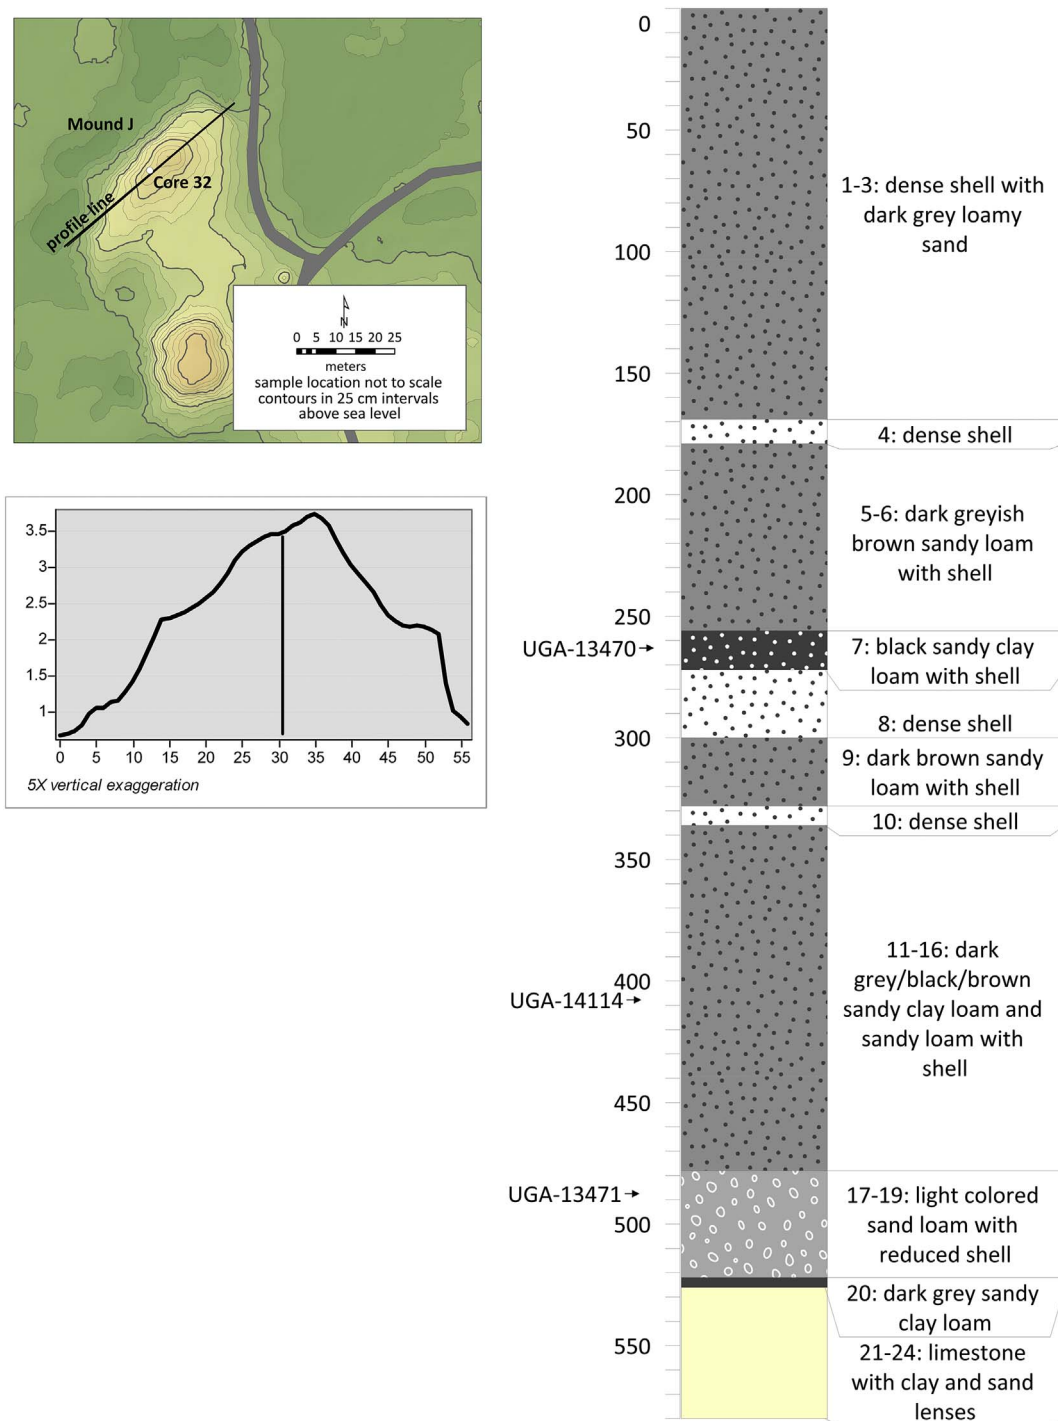 Mound J
Core 32
profile line
N
0 5 10 15 20 25
meters
sample location not to scale
contours in 25 cm intervals
above sea level
3.5
3
2.5
2
1.5
1
0 5 10 15 20 25 30 35 40 45 50 55
5X vertical exaggeration
0
50
100
150
200
250
300
350
400
450
500
550
UGA-13470
UGA-14114
UGA-13471
1-3: dense shell with
dark grey loamy
sand
4: dense shell
5-6: dark greyish
brown sandy loam
with shell
7: black sandy clay
loam with shell
8: dense shell
9: dark brown sandy
loam with shell
10: dense shell
11-16: dark
grey/black/brown
sandy clay loam and
sandy loam with
shell
17-19: light colored
sand loam with
reduced shell
20: dark grey sandy
clay loam
21-24: limestone
with clay and sand
lenses